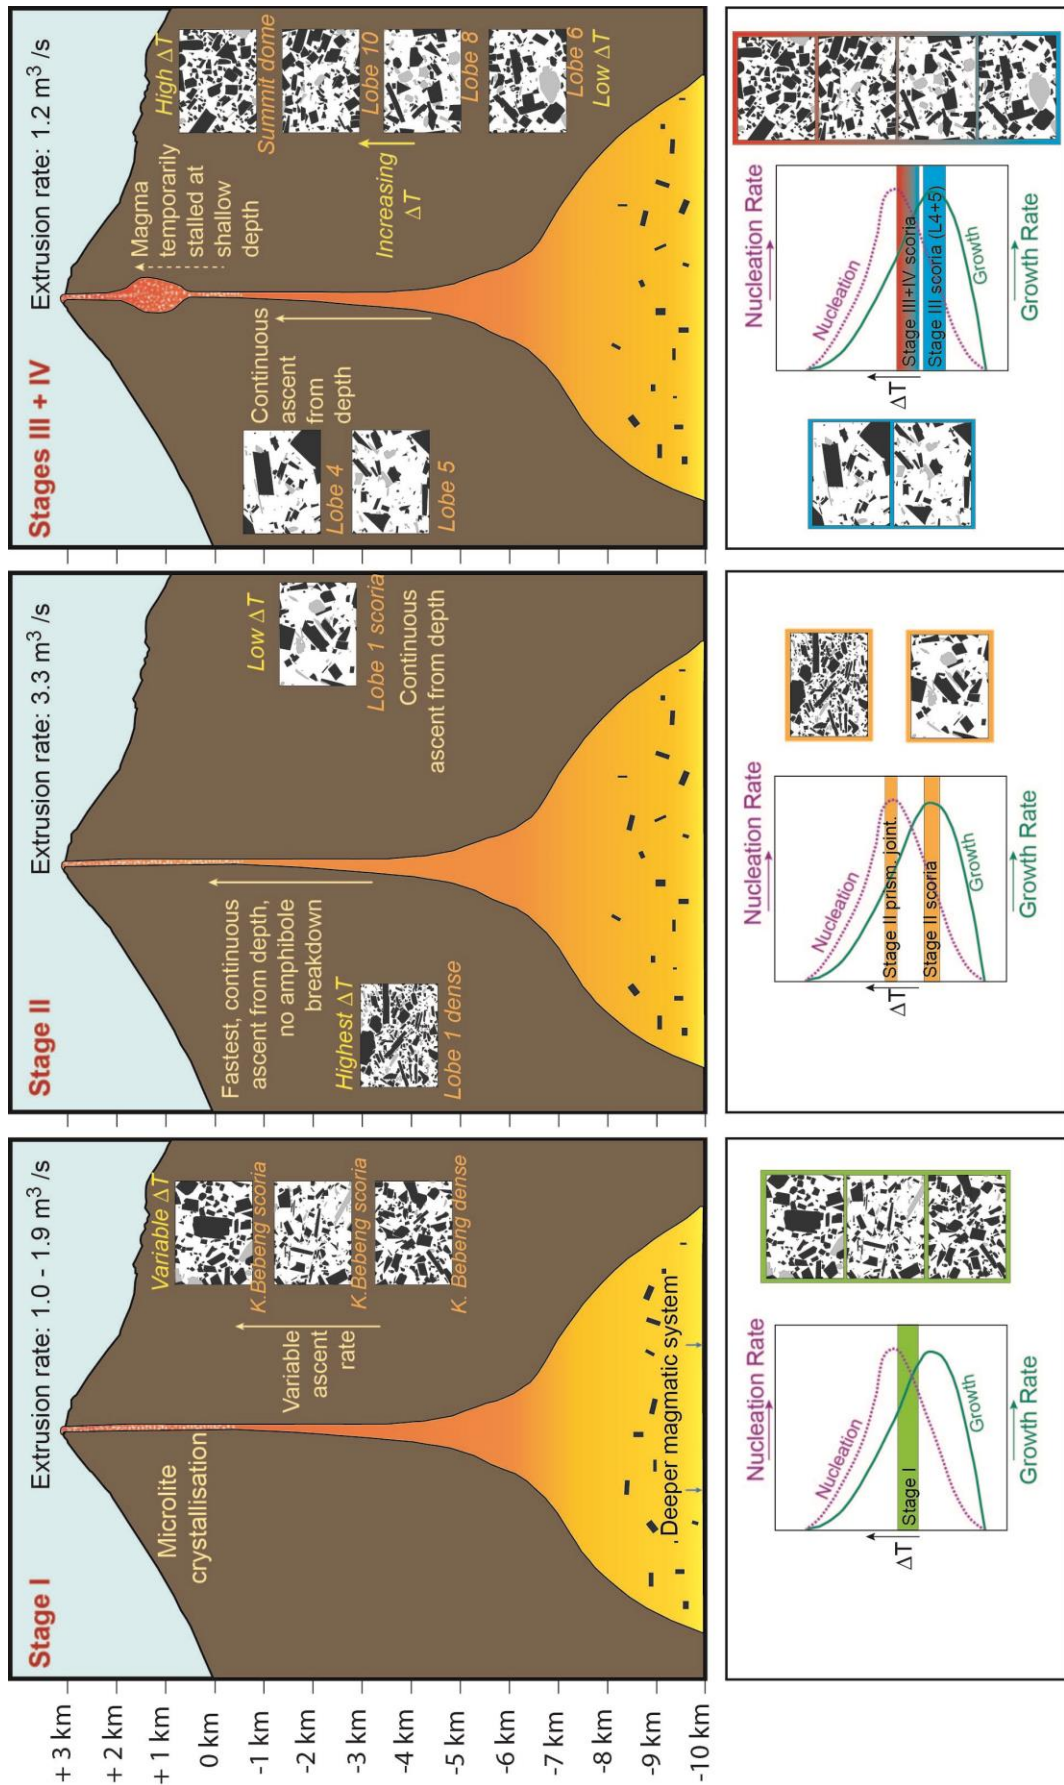 + 3 km
+ 2 km
+ 1 km
0 km
-1 km
-2 km
-3 km
-4 km
-5 km
-6 km
-7 km
-8 km
-9 km
-10 km
Stage I
Extrusion rate: 1.0 - 1.9 m³ /s
Microlite
crystallisation
Variable
ascent
rate
Variable ΔT
K.Bebeng scoria
K.Bebeng scoria
K. Bebeng dense
Deeper magmatic system
Stage II
Extrusion rate: 3.3 m³ /s
Fastest, continuous
ascent from depth,
no amphibole
breakdown
Highest ΔT
Lobe 1 dense
Low ΔT
Lobe 1 scoria
Continuous
ascent from depth
Stages III + IV
Extrusion rate: 1.2 m³ /s
Lobe 4
Lobe 5
Continuous
ascent
from
depth
Magma
temporarily
stalled at
shallow
depth
Increasing
ΔT
High ΔT
Summit dome
Lobe 10
Lobe 8
Lobe 6
Low ΔT
Nucleation Rate
ΔT
Nucleation
Stage I
Growth
Growth Rate
Nucleation Rate
ΔT
Nucleation
Stage II prism. joint.
Stage II scoria
Growth
Growth Rate
Nucleation Rate
ΔT
Nucleation
Stage III+IV scoria
Stage III scoria (L4+5)
Growth
Growth Rate